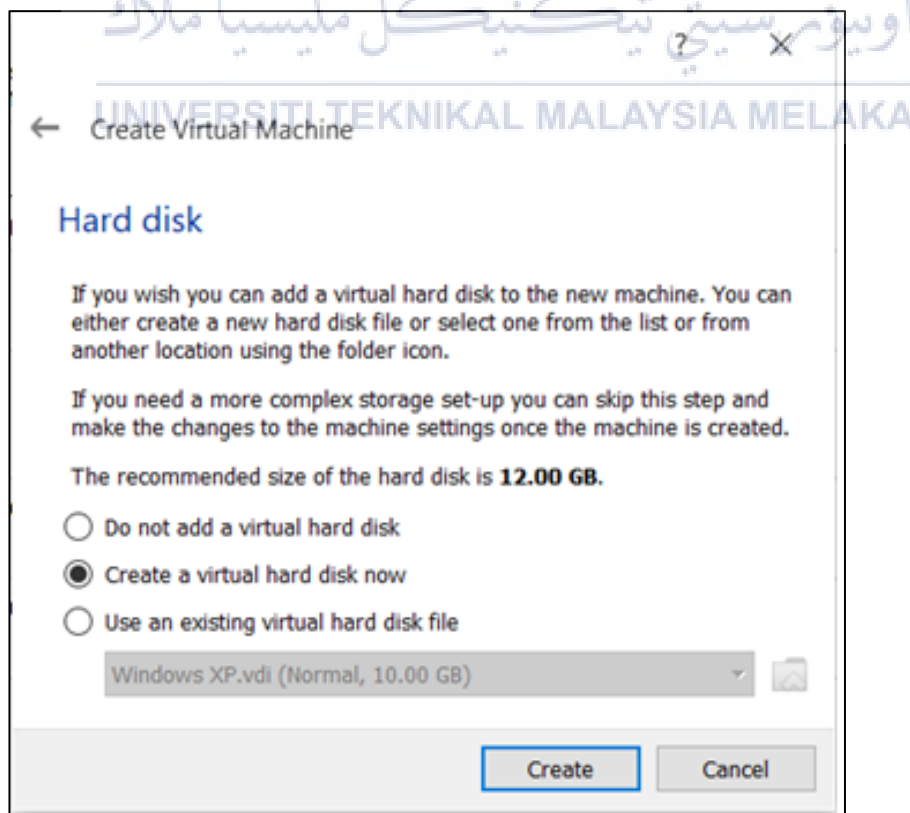 اونيۏرسيتي تيكنيكل مليسيا ملاك
?
UNIVERSITI TEKNIKAL MALAYSIA MELAKA
Create Virtual Machine
Hard disk
If you wish you can add a virtual hard disk to the new machine. You can
either create a new hard disk file or select one from the list or from
another location using the folder icon.
If you need a more complex storage set-up you can skip this step and
make the changes to the machine settings once the machine is created.
The recommended size of the hard disk is 12.00 GB.
Do not add a virtual hard disk
Create a virtual hard disk now
Use an existing virtual hard disk file
Windows XP.vdi (Normal, 10.00 GB)
Create Cancel